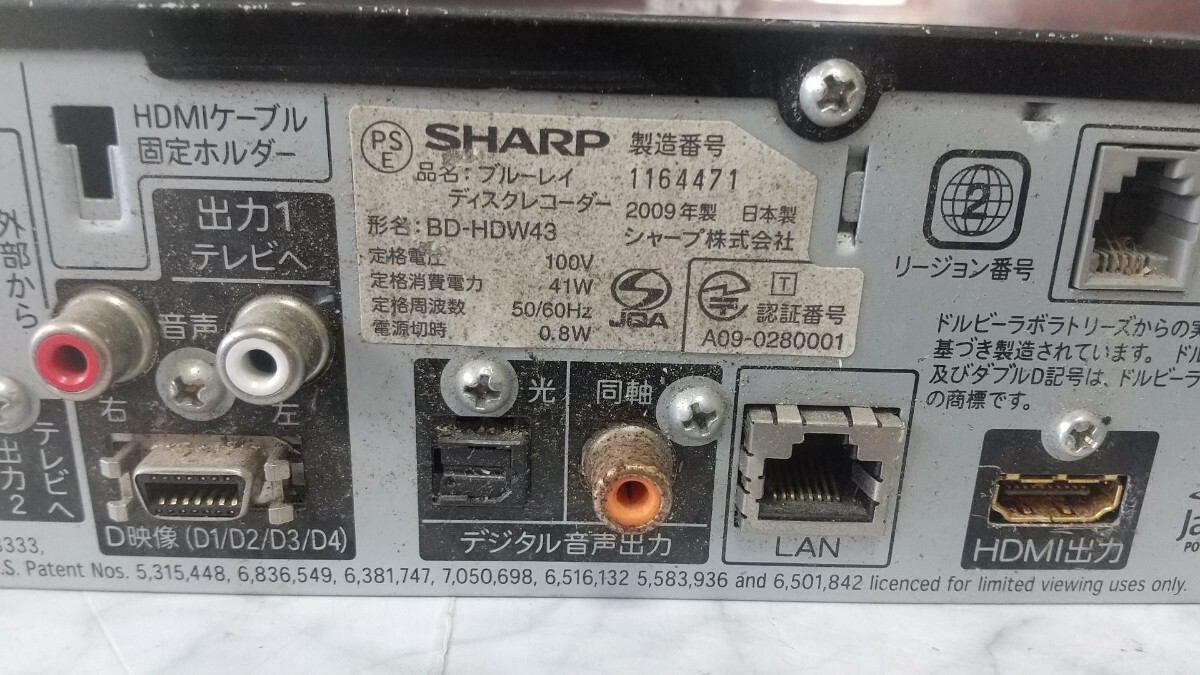 HDMIケーブル
固定ホルダー
外部から
出力1
テレビへ
音声
右
左
D映像(D1/D2/D3/D4)
テレビへ
出力2
PS
E
SHARP
製造番号
品名:ブルーレイ
ディスクレコーダー
1164471
2009年製 日本製
形名:BD-HDW43
シャープ株式会社
定格電圧 100V
定格消費電力 41W
定格周波数 50/60Hz
電源切時 0.8W
JQA
T
認証番号
A09-0280001
光
同軸
デジタル音声出力
LAN
2
リージョン番号
ドルビーラボラトリーズからの
基づき製造されています。
及びダブルD記号は、ドルビーラ
の商標です。
HDMI出力
Ja
PO
3333,
.S. Patent Nos. 5,315,448, 6,836,549, 6,381,747, 7,050,698, 6,516,132 5,583,936 and 6,501,842 licenced for limited viewing uses only.